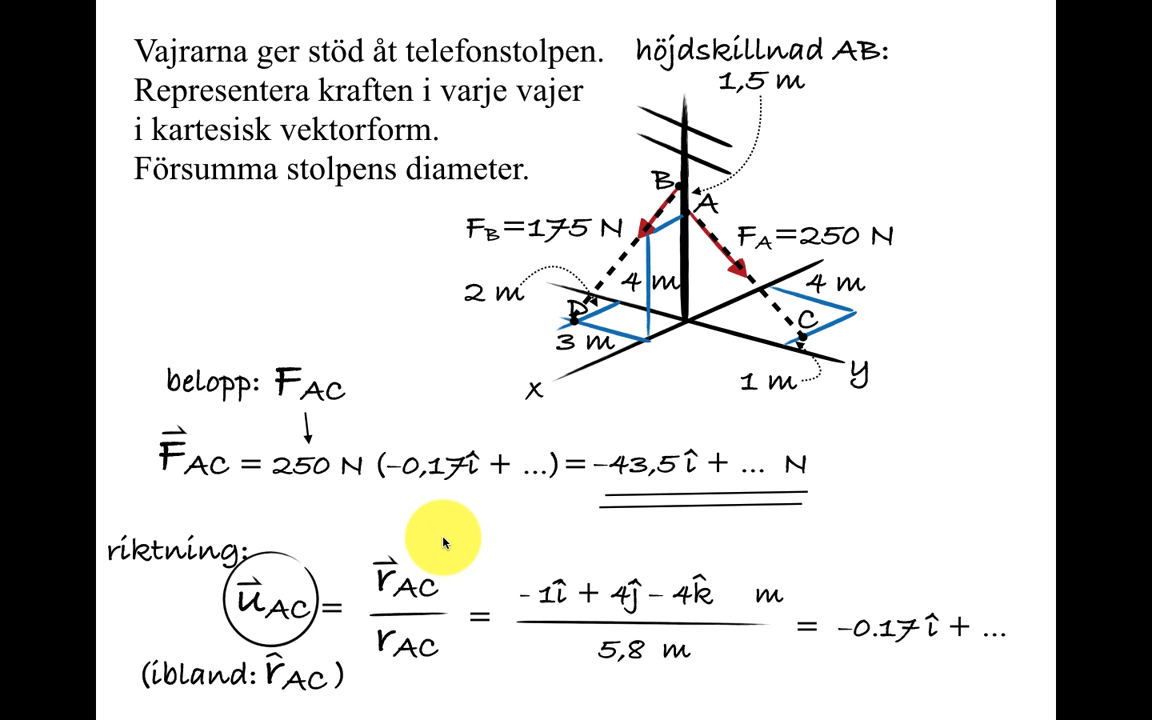 Vajrarna ger stöd åt telefonstolpen.
Representera kraften i varje vajer
i kartesisk vektorform.
Försumma stolpens diameter.
höjdskillnad AB:
1,5 m
B
A
F_B=175 N
F_A=250 N
2 m
4 m
4 m
D
C
3 m
1 m
x
y
belopp: F_AC
↓
F⃗_AC = 250 N (-0,17î + ...) = -43,5 î + ... N
riktning:
u⃗_AC = r⃗_AC / r_AC = (-1î + 4ĵ - 4k̂ m) / (5,8 m) = -0.17 î + ...
(ibland: r̂_AC)